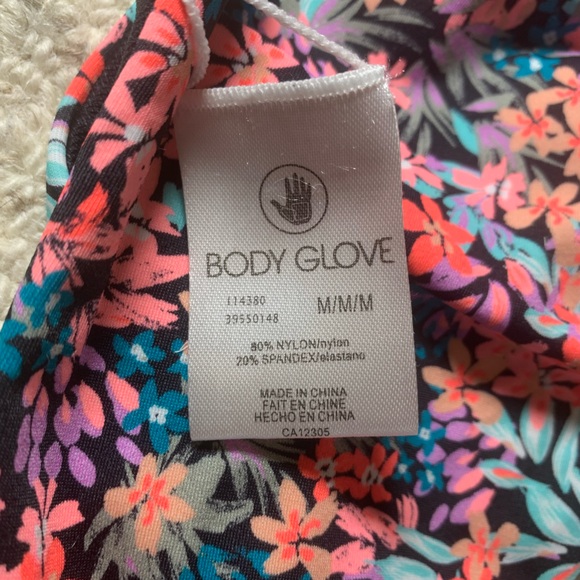 BODY GLOVE
114380
39550148
M/M/M
80% NYLON/nylon
20% SPANDEX/elastano
MADE IN CHINA
FAIT EN CHINE
HECHO EN CHINA
CA12305